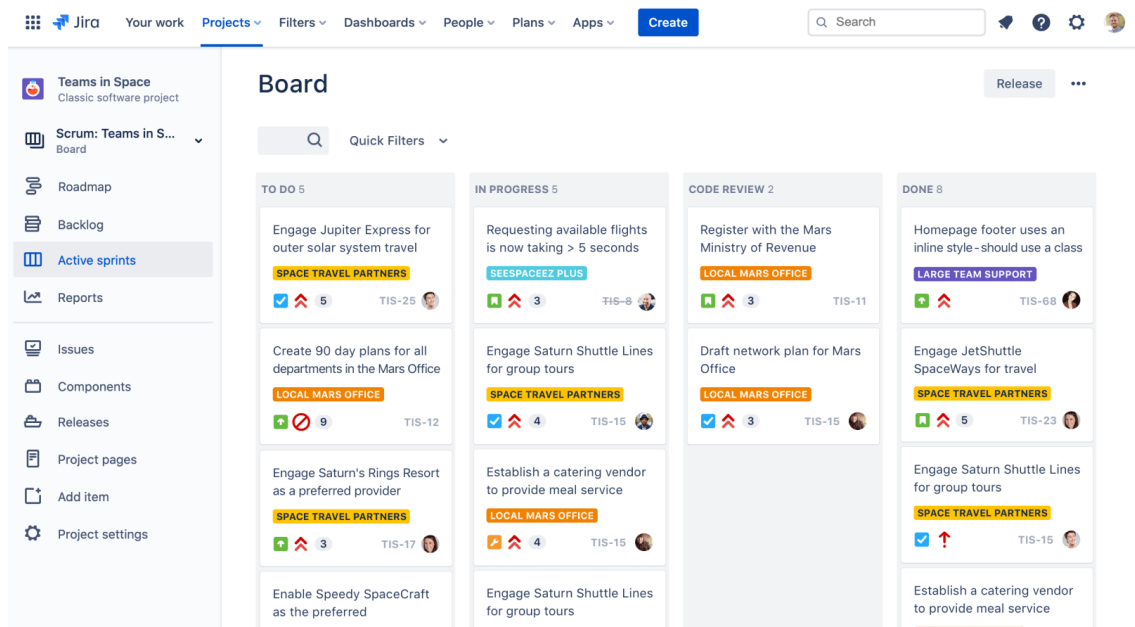 Jira
Your work
Projects
Filters
Dashboards
People
Plans
Apps
Create
Search
Teams in Space
Classic software project
Scrum: Teams in S...
Board
Roadmap
Backlog
Active sprints
Reports
Issues
Components
Releases
Project pages
Add item
Project settings
Board
Release
Quick Filters
TO DO 5
Engage Jupiter Express for
outer solar system travel
SPACE TRAVEL PARTNERS
5 TIS-25
Create 90 day plans for all
departments in the Mars Office
LOCAL MARS OFFICE
9 TIS-12
Engage Saturn's Rings Resort
as a preferred provider
SPACE TRAVEL PARTNERS
3 TIS-17
Enable Speedy SpaceCraft
as the preferred
IN PROGRESS 5
Requesting available flights
is now taking > 5 seconds
SEESPACEEZ PLUS
3 TIS-8
Engage Saturn Shuttle Lines
for group tours
SPACE TRAVEL PARTNERS
4 TIS-15
Establish a catering vendor
to provide meal service
LOCAL MARS OFFICE
4 TIS-15
Engage Saturn Shuttle Lines
for group tours
CODE REVIEW 2
Register with the Mars
Ministry of Revenue
LOCAL MARS OFFICE
3 TIS-11
Draft network plan for Mars
Office
LOCAL MARS OFFICE
3 TIS-15
DONE 8
Homepage footer uses an
inline style-should use a class
LARGE TEAM SUPPORT
TIS-68
Engage JetShuttle
SpaceWays for travel
SPACE TRAVEL PARTNERS
5 TIS-23
Engage Saturn Shuttle Lines
for group tours
SPACE TRAVEL PARTNERS
TIS-15
Establish a catering vendor
to provide meal service